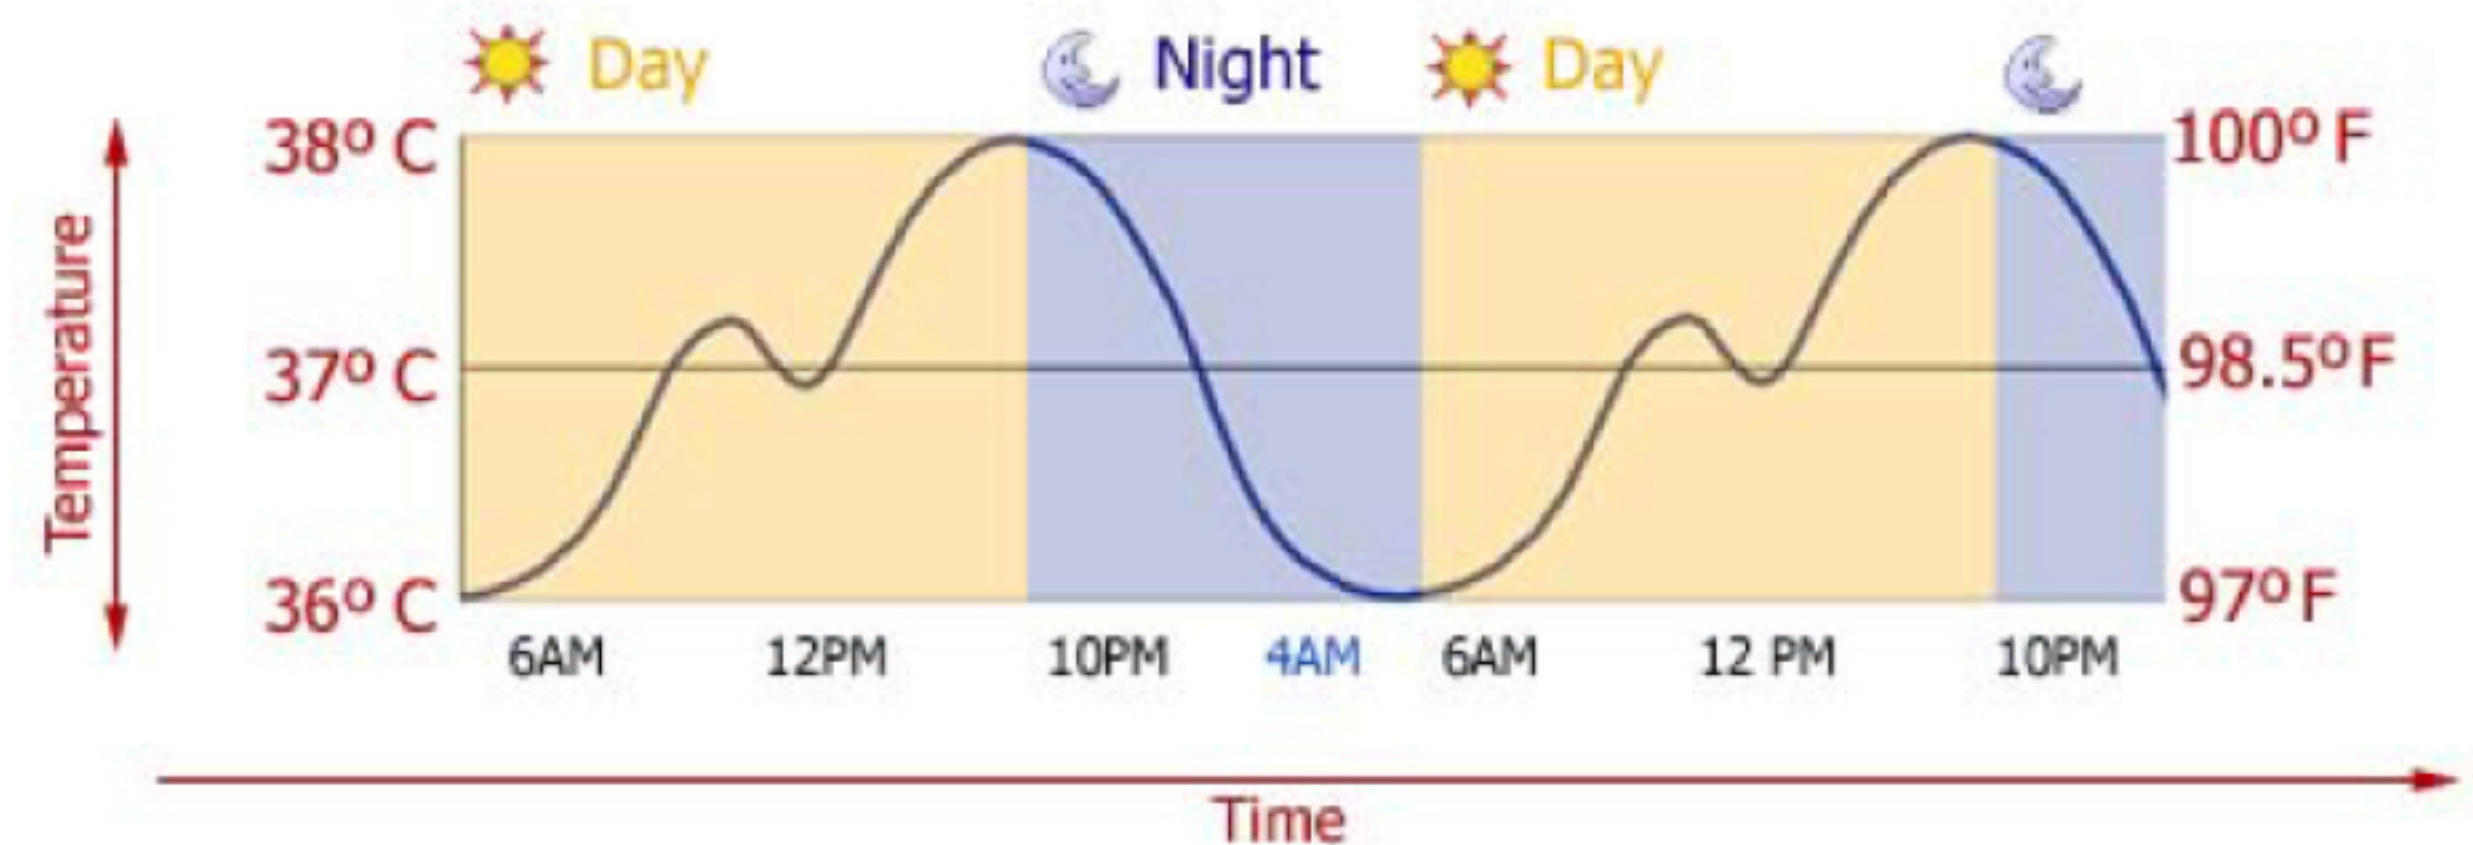 Day Night Day
38º C 100º F
Temperature
37º C 98.5º F
36º C 97º F
6AM 12PM 10PM 4AM 6AM 12 PM 10PM
Time